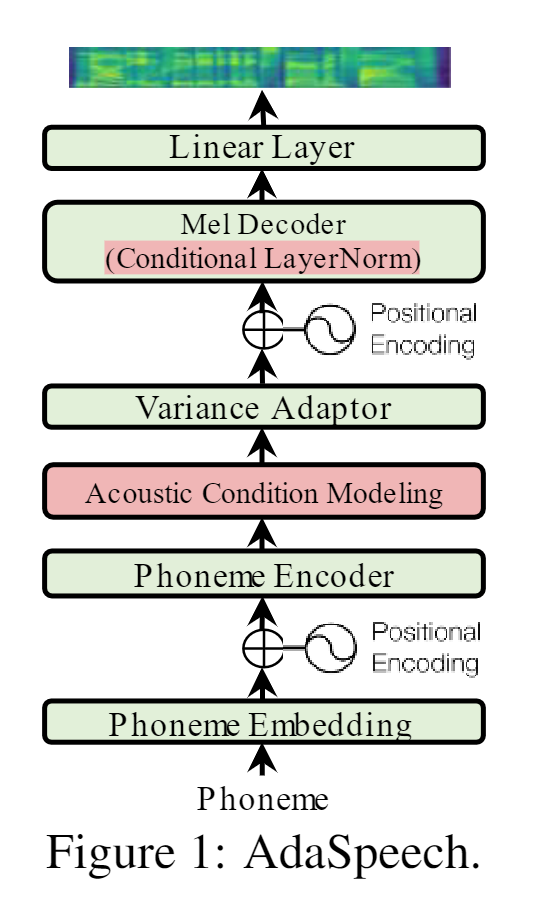 Linear Layer
Mel Decoder
(Conditional LayerNorm)
Positional
Encoding
Variance Adaptor
Acoustic Condition Modeling
Phoneme Encoder
Positional
Encoding
Phoneme Embedding
Phoneme
Figure 1: AdaSpeech.